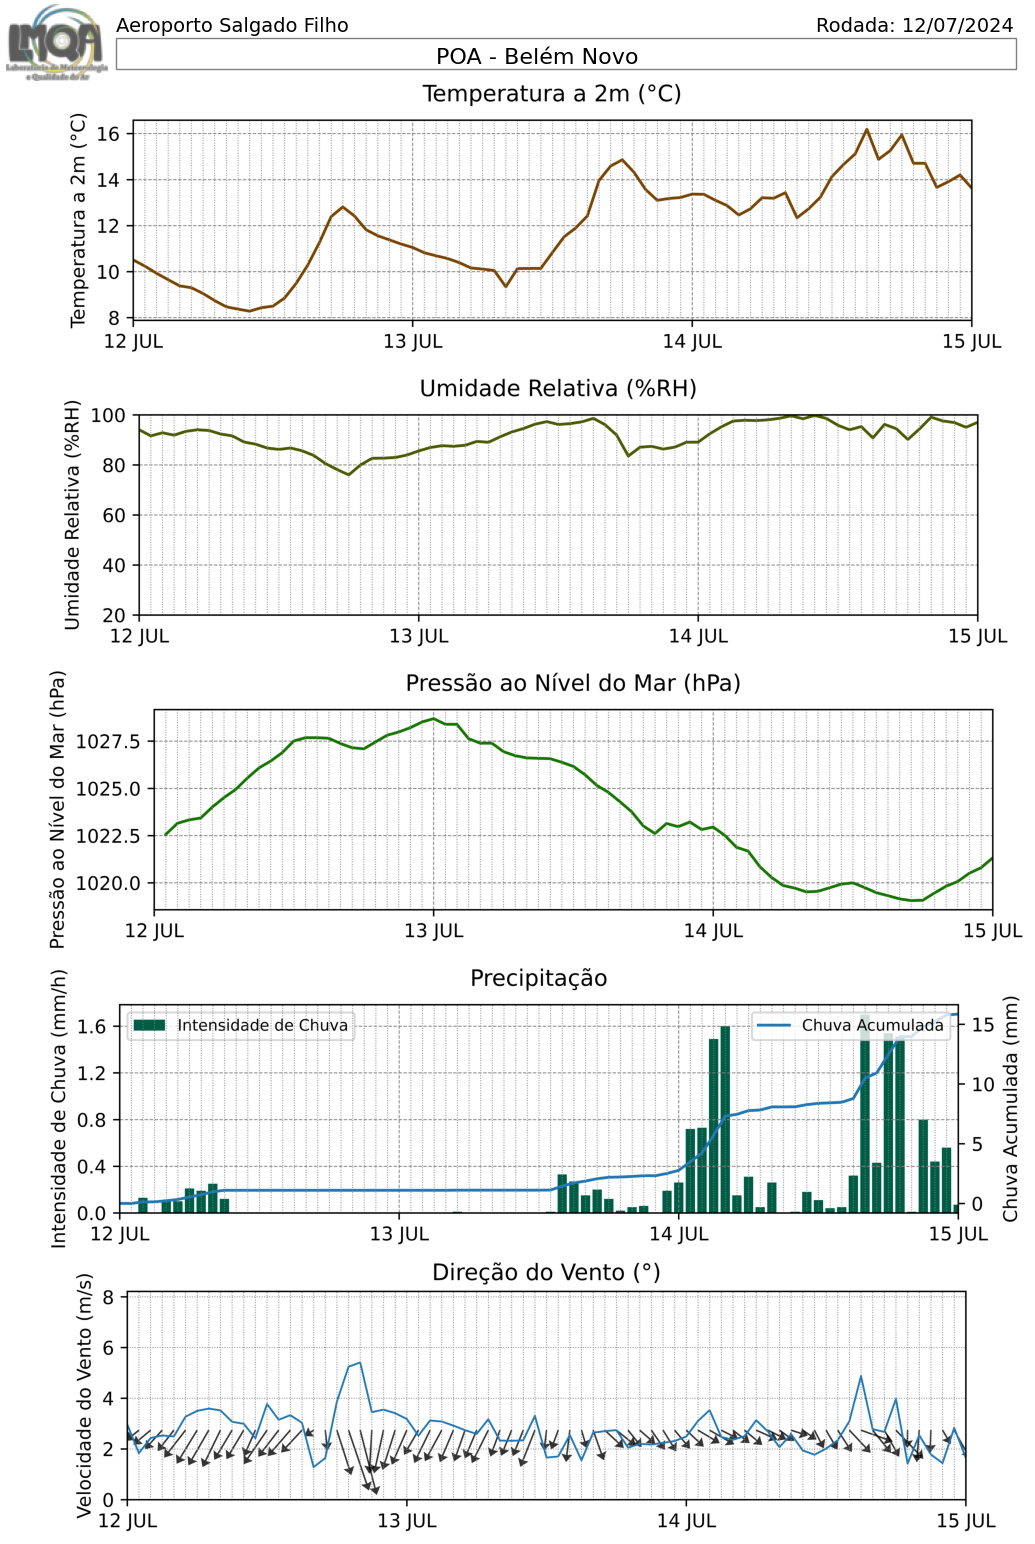 LMQA
Laboratório de Meteorologia
e Qualidade do Ar
Aeroporto Salgado Filho
Rodada: 12/07/2024
POA - Belém Novo
Temperatura a 2m (°C)
Temperatura a 2m (°C)
16
14
12
10
8
12 JUL
13 JUL
14 JUL
15 JUL
Umidade Relativa (%RH)
Umidade Relativa (%RH)
100
80
60
40
20
12 JUL
13 JUL
14 JUL
15 JUL
Pressão ao Nível do Mar (hPa)
Pressão ao Nível do Mar (hPa)
1027.5
1025.0
1022.5
1020.0
12 JUL
13 JUL
14 JUL
15 JUL
Precipitação
Intensidade de Chuva (mm/h)
1.6
1.2
0.8
0.4
0.0
Intensidade de Chuva
Chuva Acumulada
15
10
5
0
Chuva Acumulada (mm)
12 JUL
13 JUL
14 JUL
15 JUL
Direção do Vento (°)
Velocidade do Vento (m/s)
8
6
4
2
0
12 JUL
13 JUL
14 JUL
15 JUL